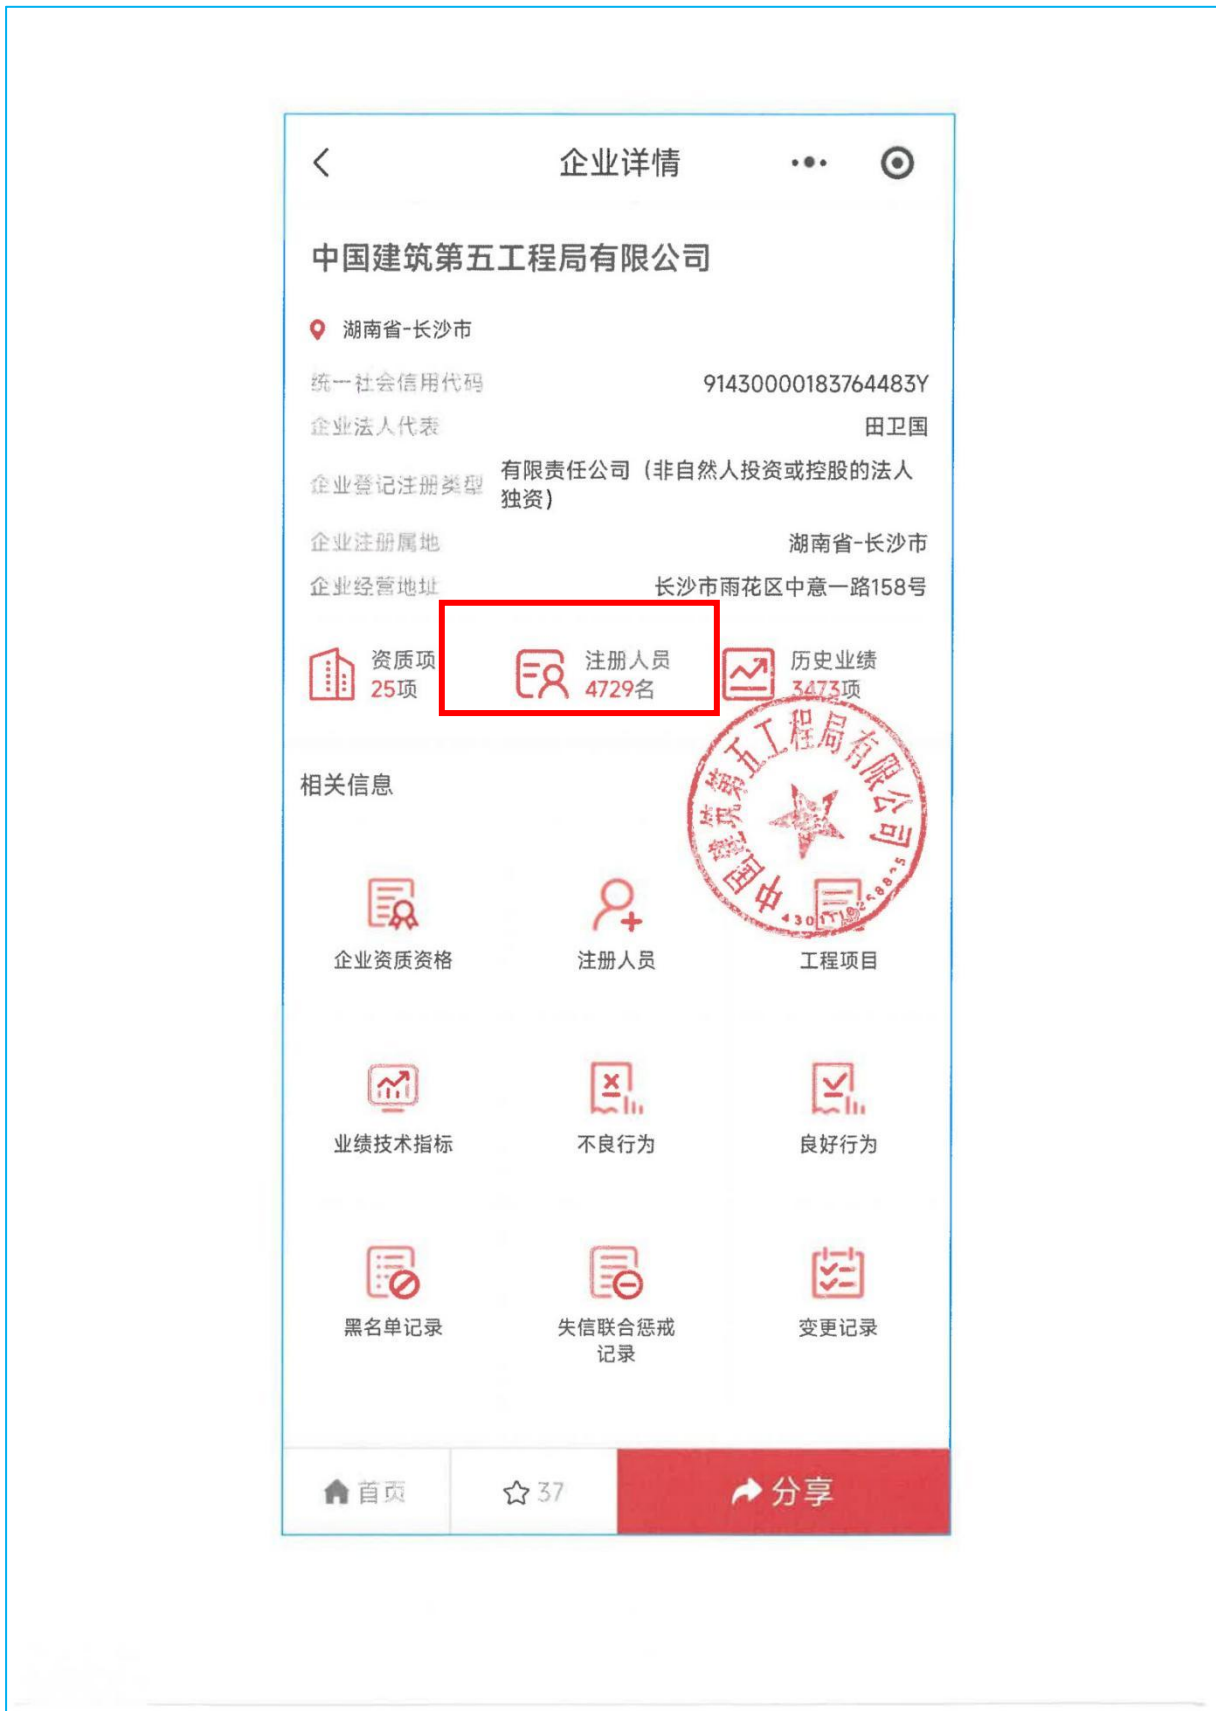 企业详情
中国建筑第五工程局有限公司
湖南省-长沙市
统一社会信用代码 91430000183764483Y
企业法人代表 田卫国
企业登记注册类型 有限责任公司（非自然人投资或控股的法人
独资）
企业注册属地 湖南省-长沙市
企业经营地址 长沙市雨花区中意一路158号
资质项 注册人员 历史业绩
25项 4729名 3473项
中国建筑第五工程局有限公司
相关信息
企业资质资格 注册人员 工程项目
业绩技术指标 不良行为 良好行为
黑名单记录 失信联合惩戒 变更记录
记录
首页 37 分享